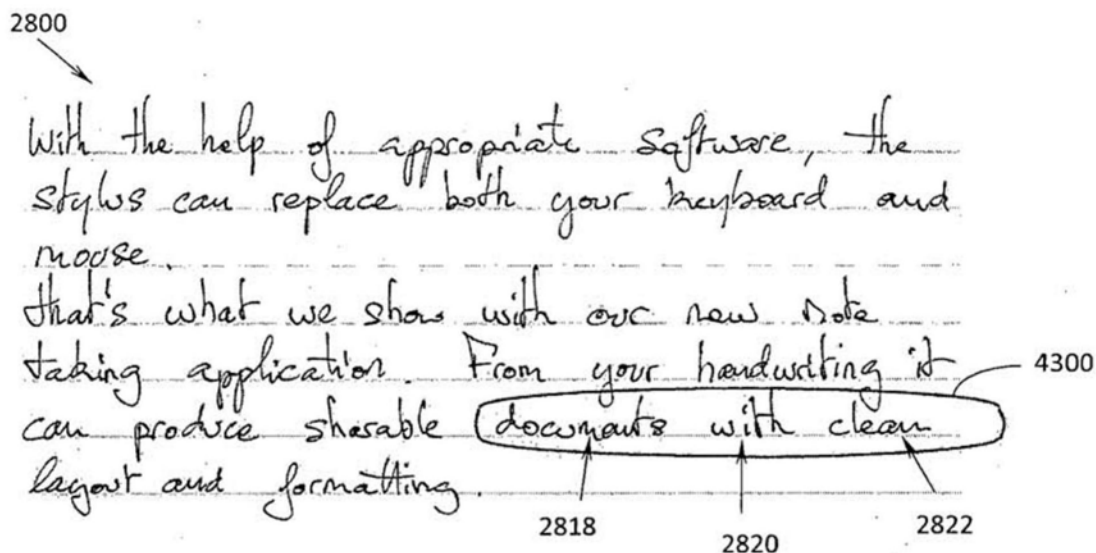 2800
With the help of appropriate software, the
stylus can replace both your keyboard and
mouse.
that's what we show with our new note
taking application. From your handwriting it
4300
can produce sharable documents with clean
layout and formatting.
2818
2820
2822